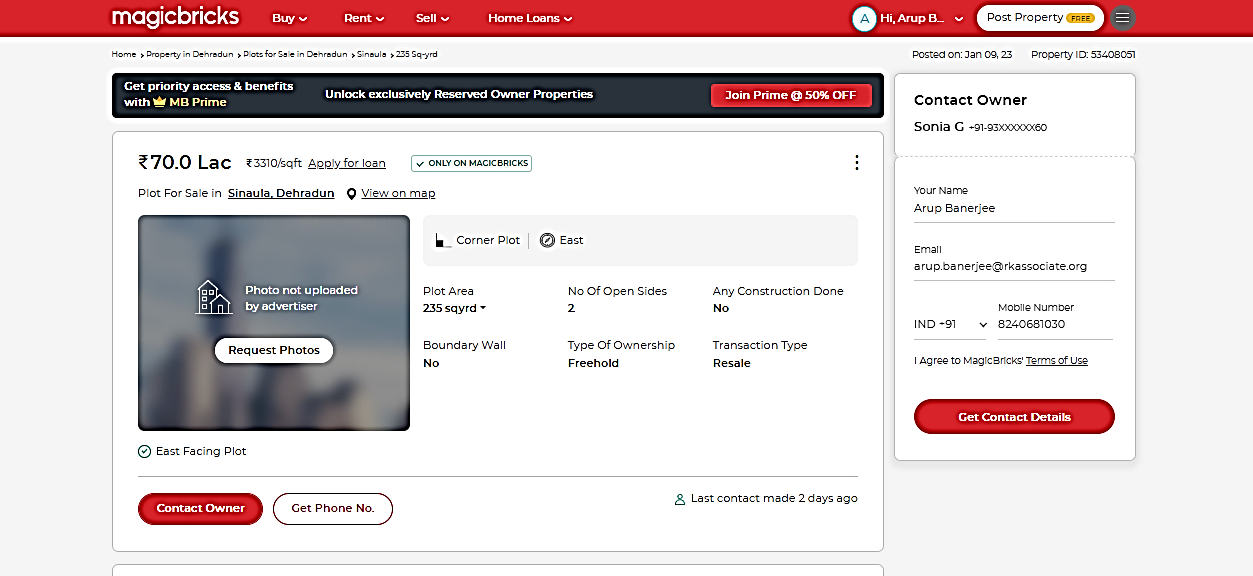 magicbricks Buy Rent Sell Home Loans A Hi, Arup B... Post Property FREE
Home Property in Dehradun Plots for Sale in Dehradun Sinaula 235 Sq-yrd
Posted on: Jan 09, 23 Property ID: 53408051
Get priority access & benefits
with MB Prime
Unlock exclusively Reserved Owner Properties
Join Prime @ 50% OFF
₹70.0 Lac ₹3310/sqft Apply for loan ONLY ON MAGICBRICKS
Plot For Sale in Sinaula, Dehradun View on map
Photo not uploaded
by advertiser
Request Photos
Corner Plot East
Plot Area No Of Open Sides Any Construction Done
235 sqyrd 2 No
Boundary Wall Type Of Ownership Transaction Type
No Freehold Resale
East Facing Plot
Contact Owner Get Phone No.
Last contact made 2 days ago
Contact Owner
Sonia G +91-93XXXXXX60
Your Name
Arup Banerjee
Email
arup.banerjee@rkassociate.org
Mobile Number
IND +91 8240681030
I Agree to MagicBricks' Terms of Use
Get Contact Details